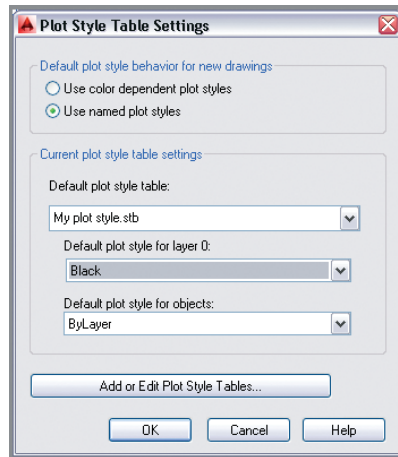 Plot Style Table Settings
Default plot style behavior for new drawings
Use color dependent plot styles
Use named plot styles
Current plot style table settings
Default plot style table:
My plot style.stb
Default plot style for layer 0:
Black
Default plot style for objects:
ByLayer
Add or Edit Plot Style Tables...
OK Cancel Help